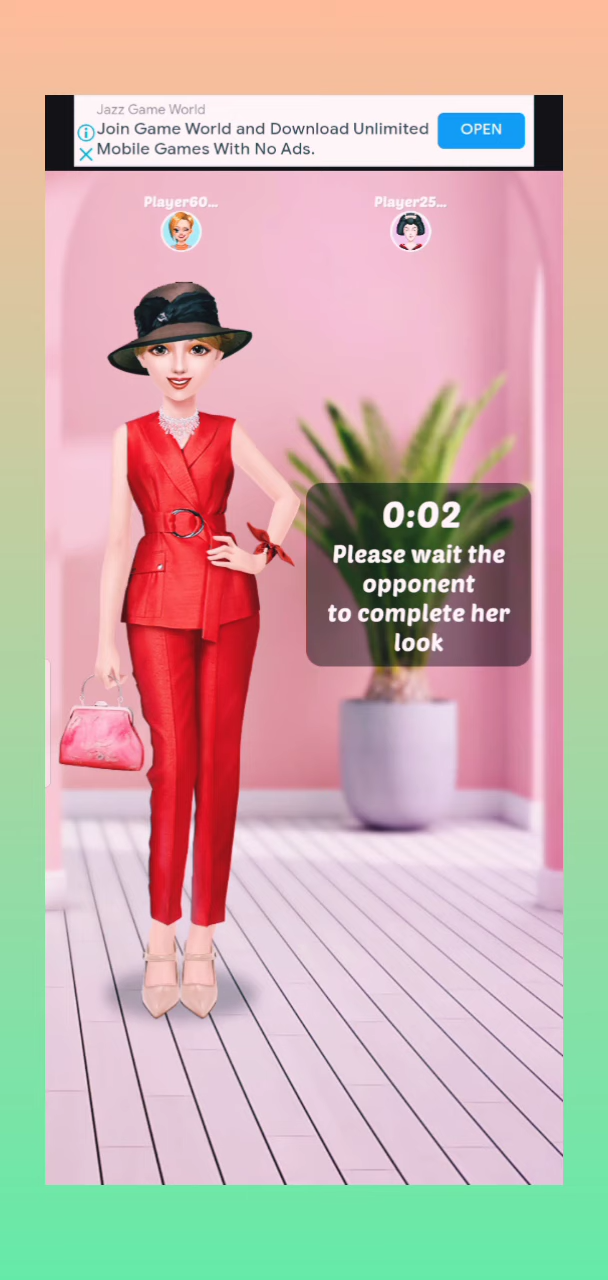 Jazz Game World
Join Game World and Download Unlimited
Mobile Games With No Ads.
OPEN
Player60...
Player25...
0:02
Please wait the
opponent
to complete her
look